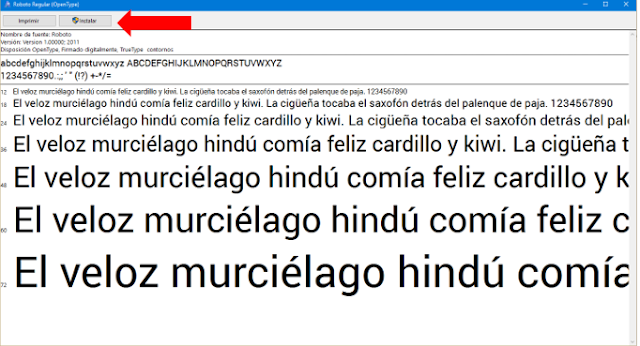 Roboto Regular (OpenType)
Imprimir Instalar
Nombre de fuente: Roboto
Versión: Version 1.00000: 2011
Disposición OpenType, Firmado digitalmente, TrueType contornos
abcdefghijklmnopqrstuvwxyz ABCDEFGHIJKLMNOPQRSTUVWXYZ
1234567890.:,; ' " (!?) +-*/=
12 El veloz murciélago hindú comía feliz cardillo y kiwi. La cigüeña tocaba el saxofón detrás del palenque de paja. 1234567890
18 El veloz murciélago hindú comía feliz cardillo y kiwi. La cigüeña tocaba el saxofón detrás del palenque de paja. 1234567890
24 El veloz murciélago hindú comía feliz cardillo y kiwi. La cigüeña tocaba el saxofón detrás del pal
36 El veloz murciélago hindú comía feliz cardillo y kiwi. La cigüeña t
48 El veloz murciélago hindú comía feliz cardillo y k
60 El veloz murciélago hindú comía feliz c
72 El veloz murciélago hindú comía